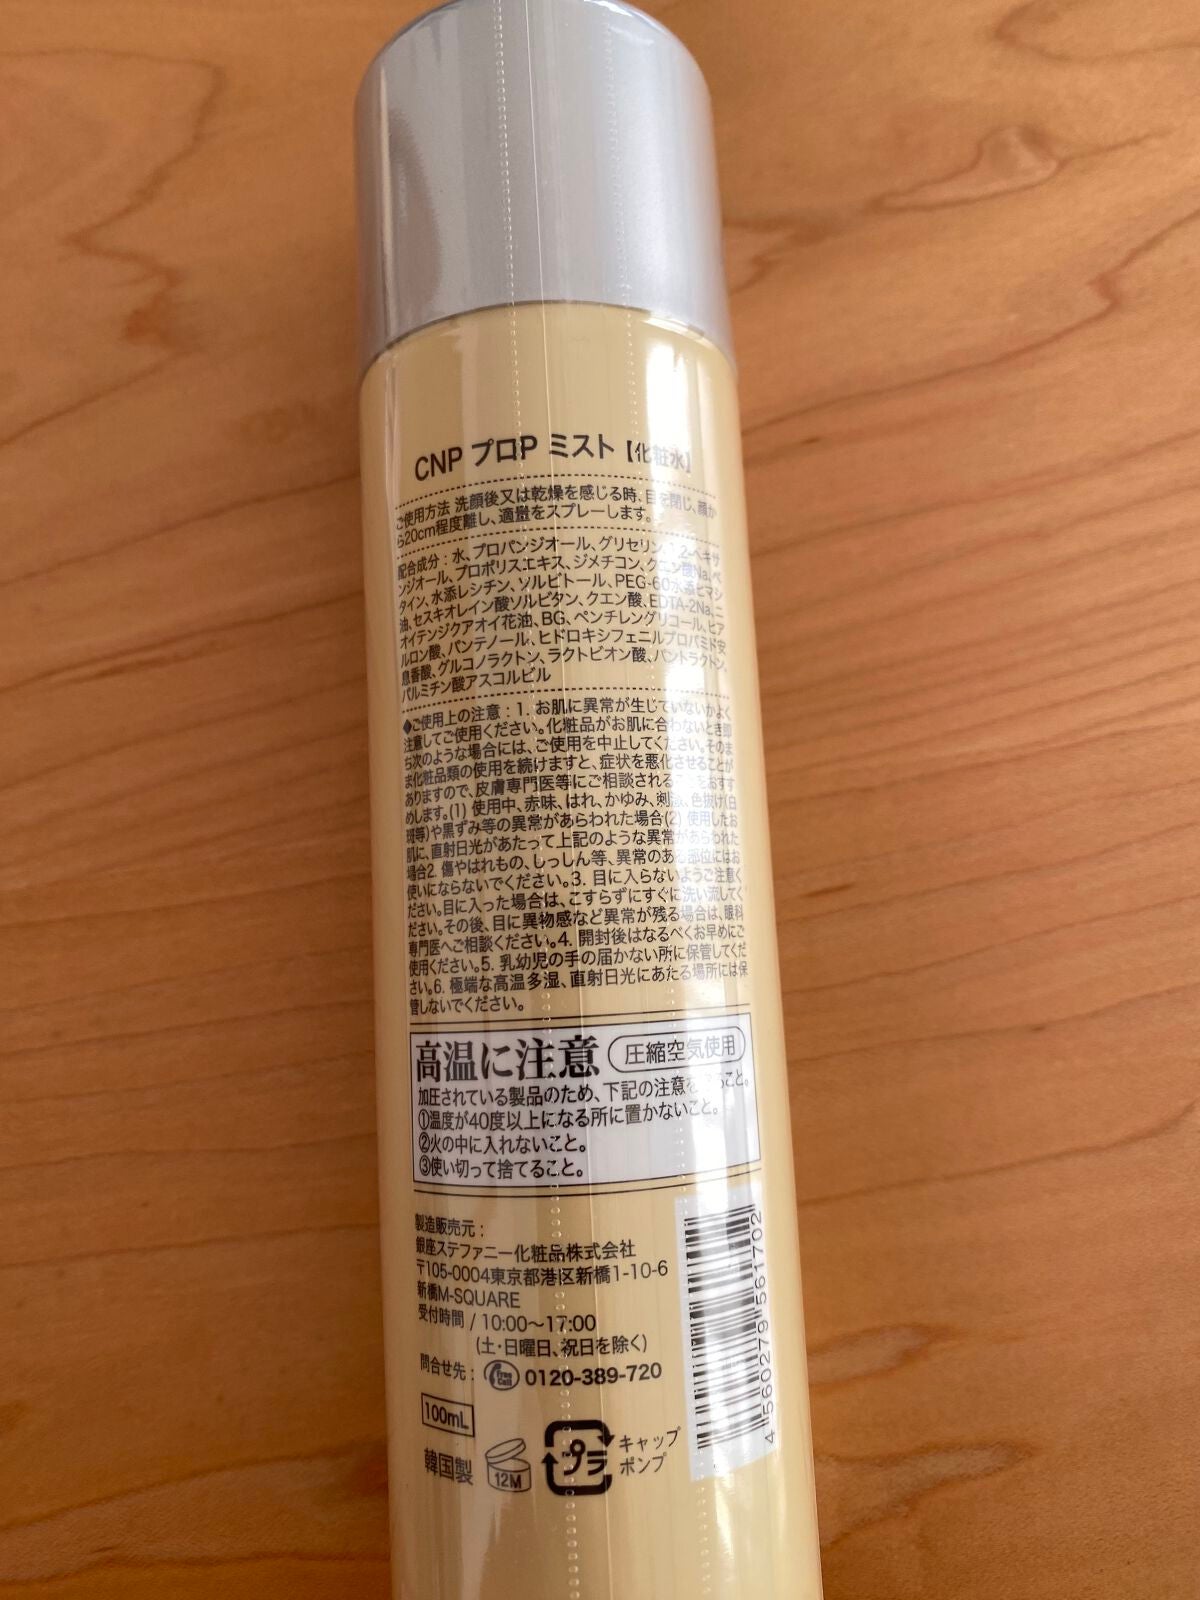 CNP プロP ミスト【化粧水】
ご使用方法 洗顔後又は乾燥を感じる時、目を閉じ、顔か
ら20cm程度離し、適量をスプレーします。
配合成分：水、プロパンジオール、グリセリン、1,2-ヘキサ
ンジオール、プロポリスエキス、ジメチコン、クエン酸Na、ベ
タイン、水添レシチン、ソルビトール、PEG-60水添ヒマシ
油、セスキオレイン酸ソルビタン、クエン酸、EDTA-2Na、ニ
オイテンジクアオイ花油、BG、ペンチレングリコール、ヒア
ルロン酸、パンテノール、ヒドロキシフェニルプロパミド安
息香酸、グルコノラクトン、ラクトビオン酸、パントラクトン、
パルミチン酸アスコルビル
◆ご使用上の注意：1. お肌に異常が生じていないかよく
注意してご使用ください。化粧品がお肌に合わないとき即
ち次のような場合には、ご使用を中止してください。そのま
ま化粧品類の使用を続けますと、症状を悪化させることが
ありますので、皮膚専門医等にご相談されることをおすす
めします。(1) 使用中、赤味、はれ、かゆみ、刺激、色抜け(白
斑等)や黒ずみ等の異常があらわれた場合(2) 使用したお
肌に、直射日光があたって上記のような異常があらわれた
場合2. 傷やはれもの、しっしん等、異常のある部位にはお
使いにならないでください。3. 目に入らないようご注意く
ださい。目に入った場合は、こすらずにすぐに洗い流してく
ださい。その後、目に異物感など異常が残る場合は、眼科
専門医へご相談ください。4. 開封後はなるべくお早めにご
使用ください。5. 乳幼児の手の届かない所に保管してくだ
さい。6. 極端な高温多湿、直射日光にあたる場所には保
管しないでください。
高温に注意 圧縮空気使用
加圧されている製品のため、下記の注意を守ること。
①温度が40度以上になる所に置かないこと。
②火の中に入れないこと。
③使い切って捨てること。
製造販売元：
銀座ステファニー化粧品株式会社
〒105-0004東京都港区新橋1-10-6
新橋M-SQUARE
受付時間 / 10:00～17:00
(土・日曜日、祝日を除く)
問合せ先： Free Call 0120-389-720
100mL
韓国製 12M プラ キャップ
ポンプ
4 560279 561702